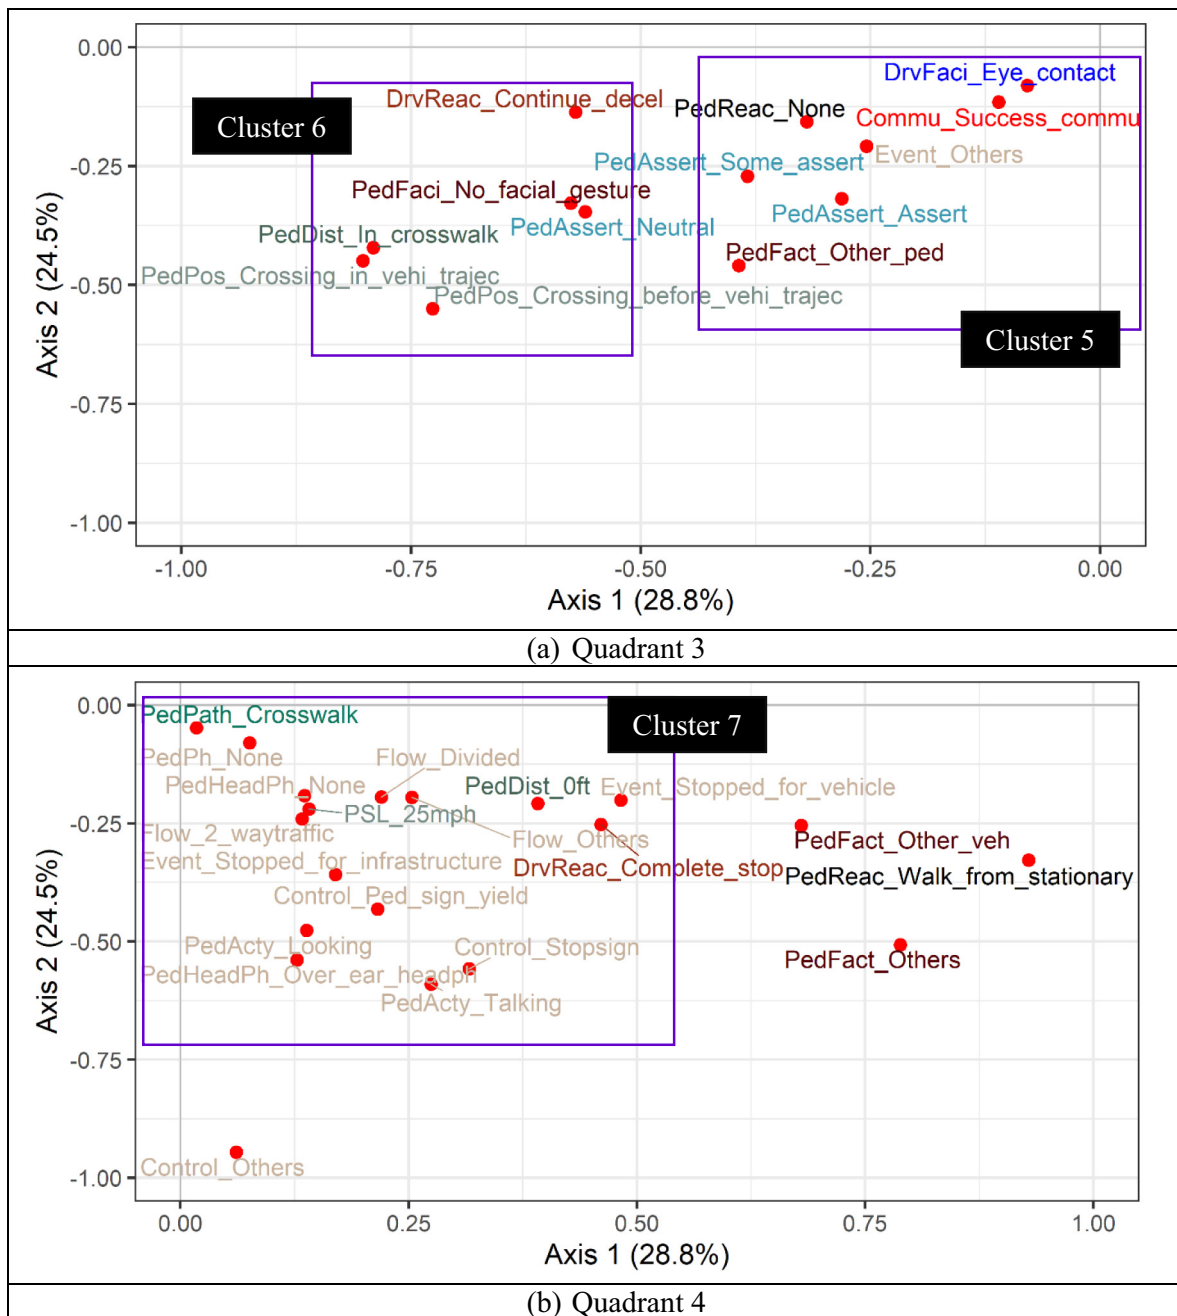 0.00
DrvFaci_Eye_contact
DrvReac_Continue_decel
PedReac_None
Cluster 6
Commu_Success_commu
Event_Others
-0.25
PedAssert_Some_assert
PedFaci_No_facial_gesture
PedAssert_Assert
PedAssert_Neutral
PedDist_In_crosswalk
PedFact_Other_ped
PedPos_Crossing_in_vehi_trajec
-0.50
PedPos_Crossing_before_vehi_trajec
Cluster 5
-0.75
-1.00
Axis 2 (24.5%)
-1.00 -0.75 -0.50 -0.25 0.00
Axis 1 (28.8%)
(a) Quadrant 3
0.00
PedPath_Crosswalk
Cluster 7
PedPh_None
Flow_Divided
PedHeadPh_None
PedDist_0ft
Event_Stopped_for_vehicle
PSL_25mph
-0.25
Flow_2_waytraffic
Flow_Others
PedFact_Other_veh
Event_Stopped_for_infrastructure
DrvReac_Complete_stop
PedReac_Walk_from_stationary
Control_Ped_sign_yield
-0.50
PedActy_Looking
Control_Stopsign
PedFact_Others
PedHeadPh_Over_ear_headph
PedActy_Talking
-0.75
Control_Others
-1.00
Axis 2 (24.5%)
0.00 0.25 0.50 0.75 1.00
Axis 1 (28.8%)
(b) Quadrant 4